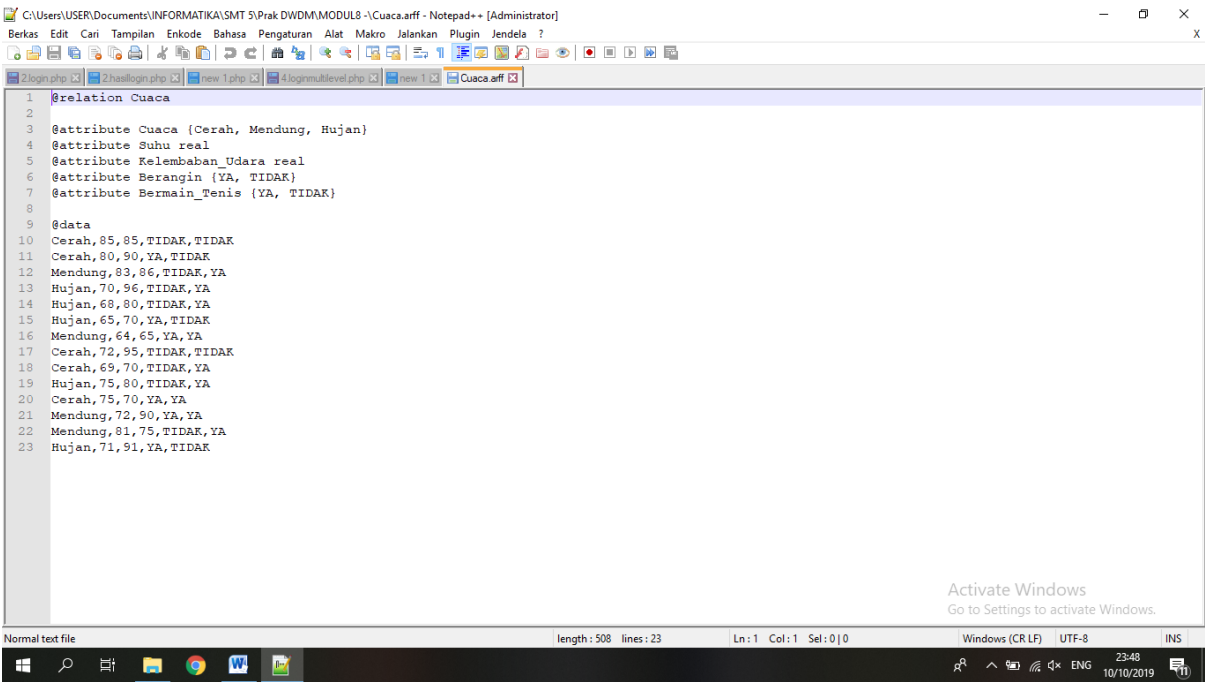 C:\Users\USER\Documents\INFORMATIKA\SMT 5\Prak DWDM\MODUL8 -\Cuaca.arff - Notepad++ [Administrator]
Berkas Edit Cari Tampilan Enkode Bahasa Pengaturan Alat Makro Jalankan Plugin Jendela ? X
2.login.php 2.hasillogin.php new 1.php 4.loginmultilevel.php new 1 Cuaca.arff
1 @relation Cuaca
2
3 @attribute Cuaca {Cerah, Mendung, Hujan}
4 @attribute Suhu real
5 @attribute Kelembaban_Udara real
6 @attribute Berangin {YA, TIDAK}
7 @attribute Bermain_Tenis {YA, TIDAK}
8
9 @data
10 Cerah,85,85,TIDAK,TIDAK
11 Cerah,80,90,YA,TIDAK
12 Mendung,83,86,TIDAK,YA
13 Hujan,70,96,TIDAK,YA
14 Hujan,68,80,TIDAK,YA
15 Hujan,65,70,YA,TIDAK
16 Mendung,64,65,YA,YA
17 Cerah,72,95,TIDAK,TIDAK
18 Cerah,69,70,TIDAK,YA
19 Hujan,75,80,TIDAK,YA
20 Cerah,75,70,YA,YA
21 Mendung,72,90,YA,YA
22 Mendung,81,75,TIDAK,YA
23 Hujan,71,91,YA,TIDAK
Activate Windows
Go to Settings to activate Windows.
Normal text file length : 508 lines : 23 Ln : 1 Col : 1 Sel : 0 | 0 Windows (CR LF) UTF-8 INS
ENG 23:48
10/10/2019 11